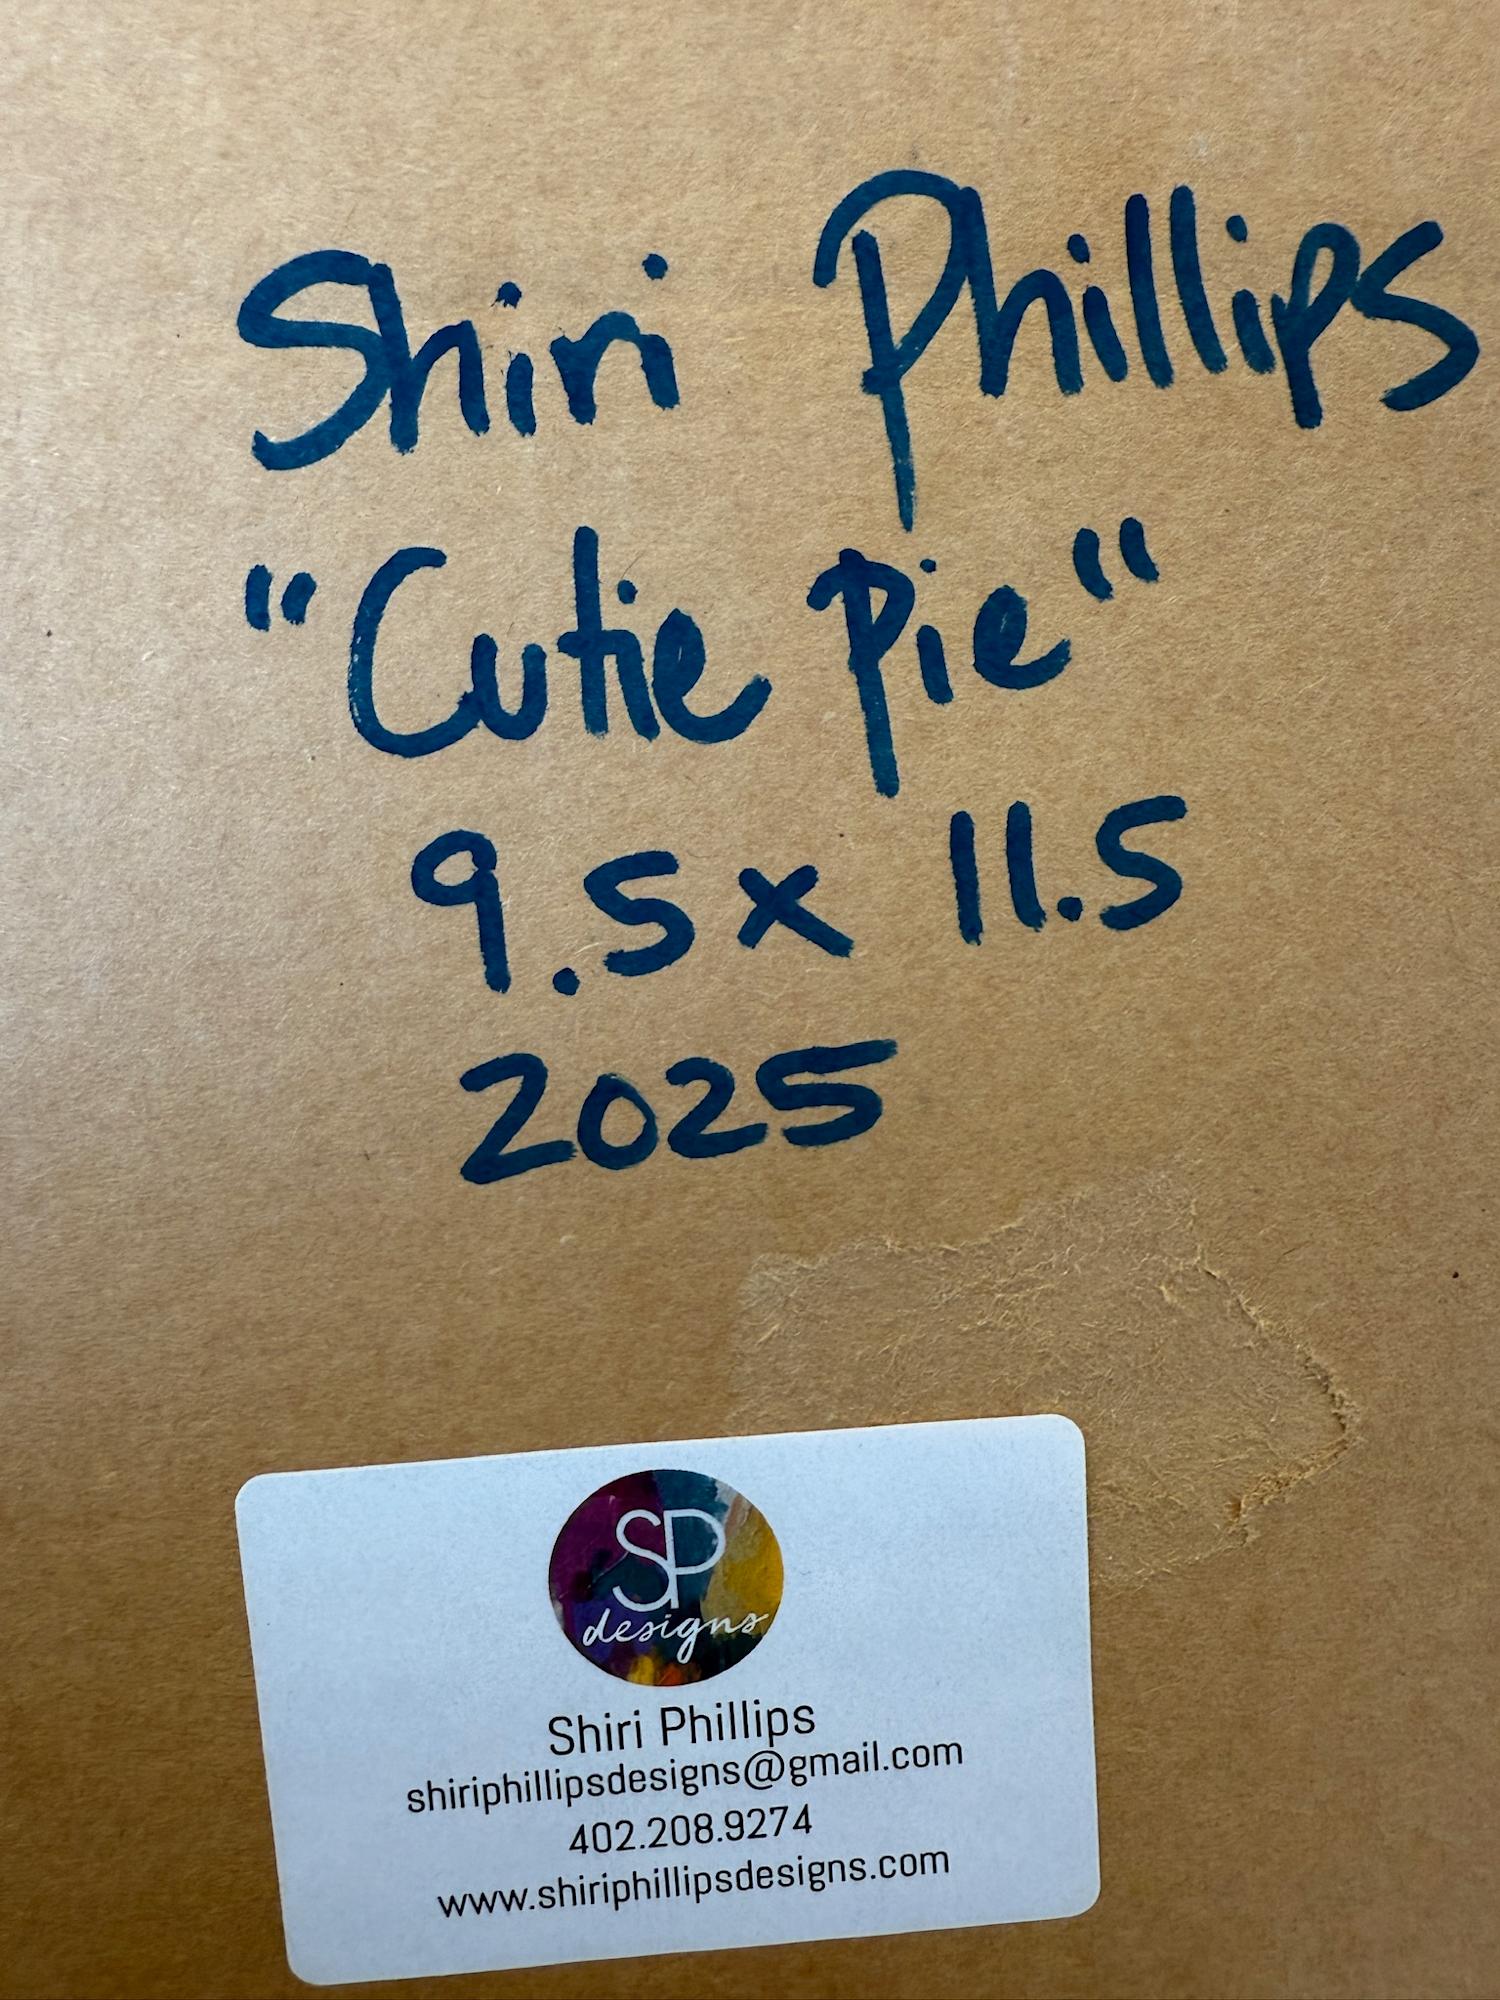 Shiri Phillips
"Cutie Pie"
9.5 x 11.5
2025
SP
designs
Shiri Phillips
shiriphillipsdesigns@gmail.com
402.208.9274
www.shiriphillipsdesigns.com